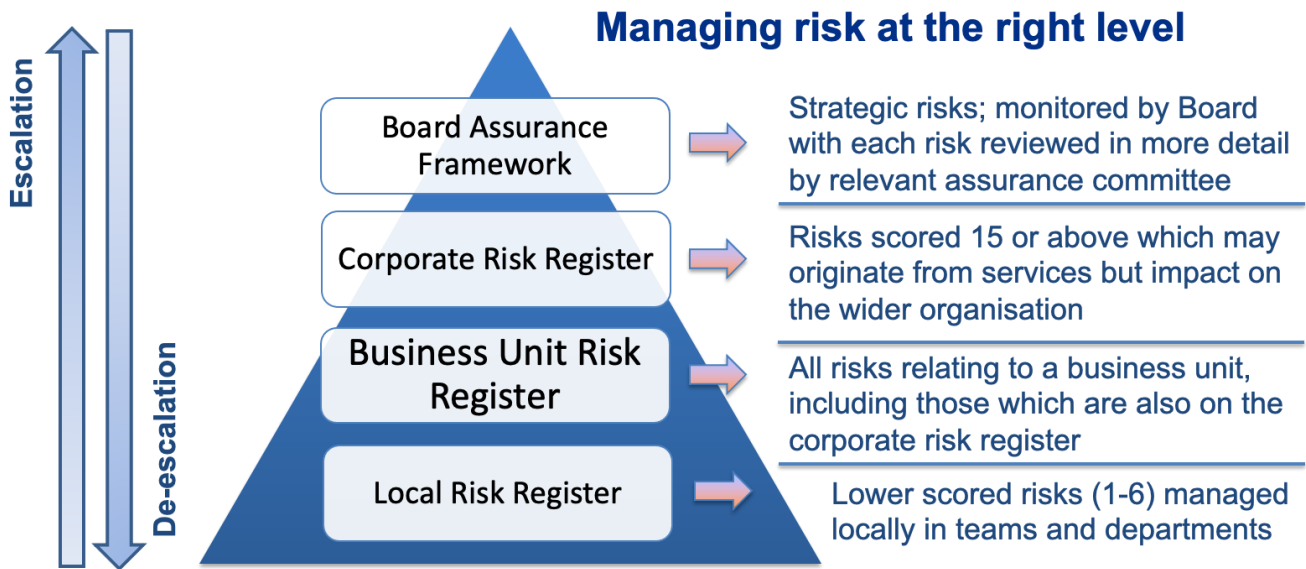 Managing risk at the right level
Escalation
De-escalation
Board Assurance
Framework
Strategic risks; monitored by Board
with each risk reviewed in more detail
by relevant assurance committee
Corporate Risk Register
Risks scored 15 or above which may
originate from services but impact on
the wider organisation
Business Unit Risk
Register
All risks relating to a business unit,
including those which are also on the
corporate risk register
Local Risk Register
Lower scored risks (1-6) managed
locally in teams and departments